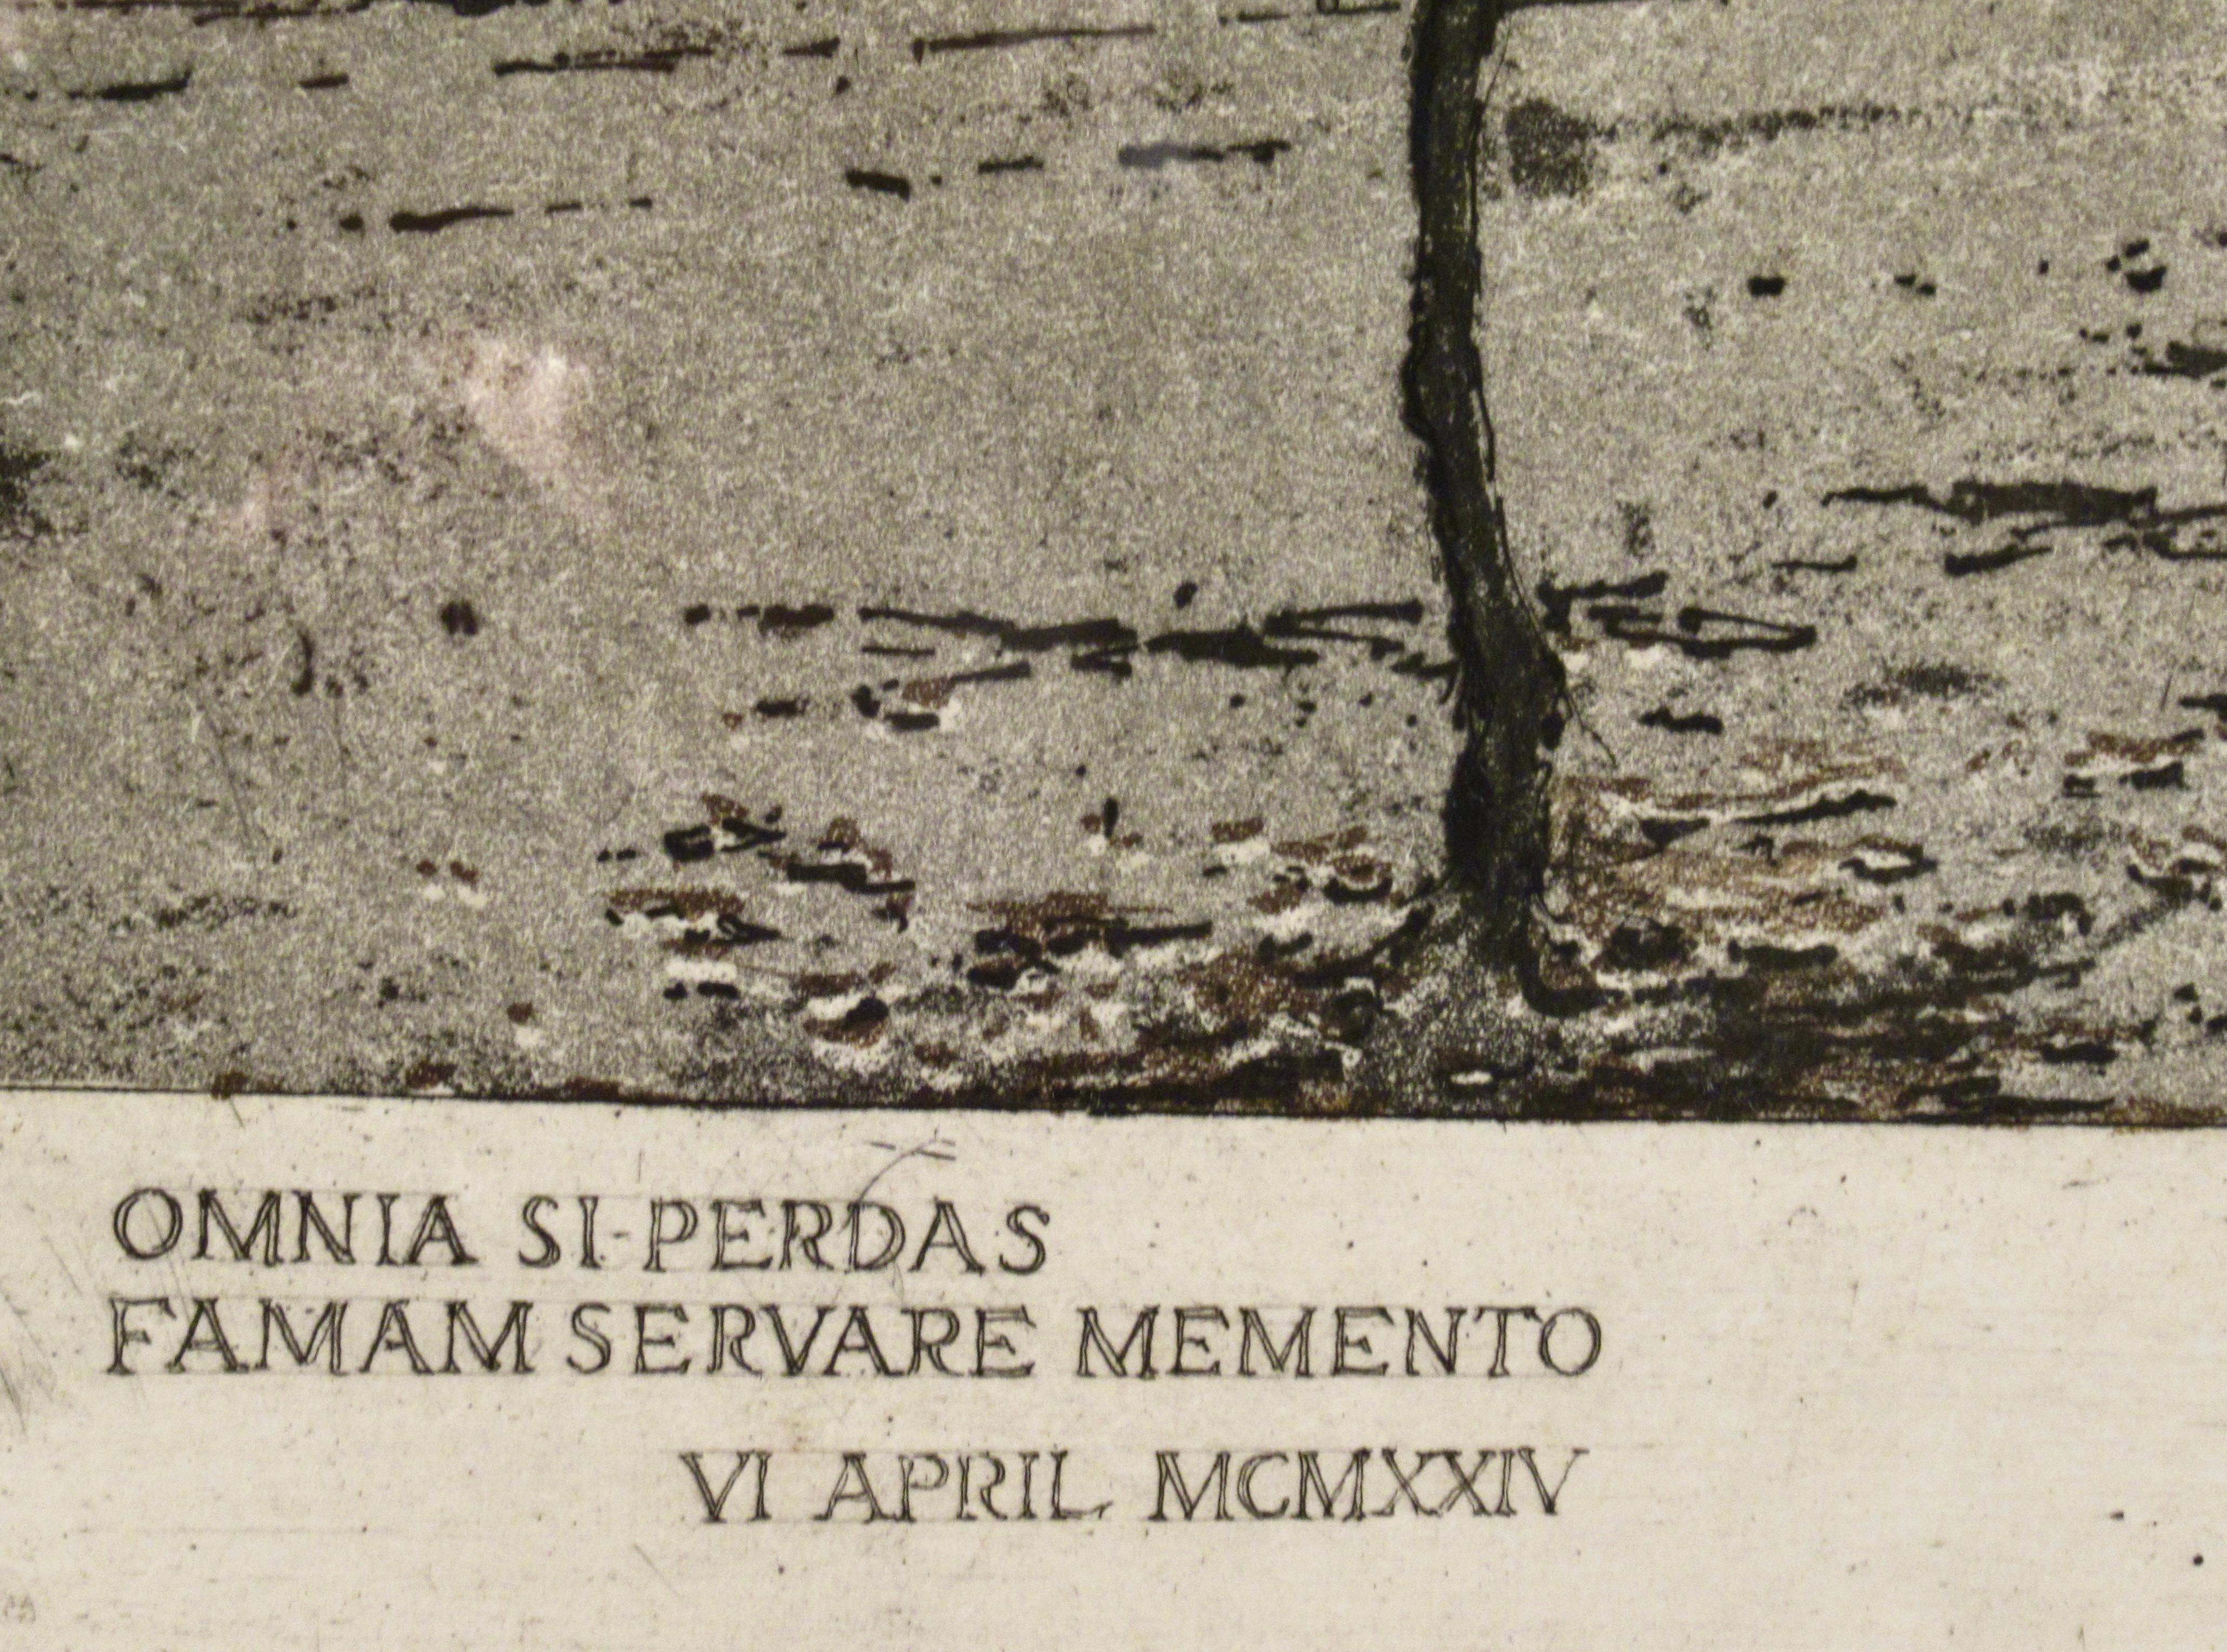 OMNIA SI PERDAS
FAMAM SERVARE MEMENTO
VI APRIL MCMXXIV